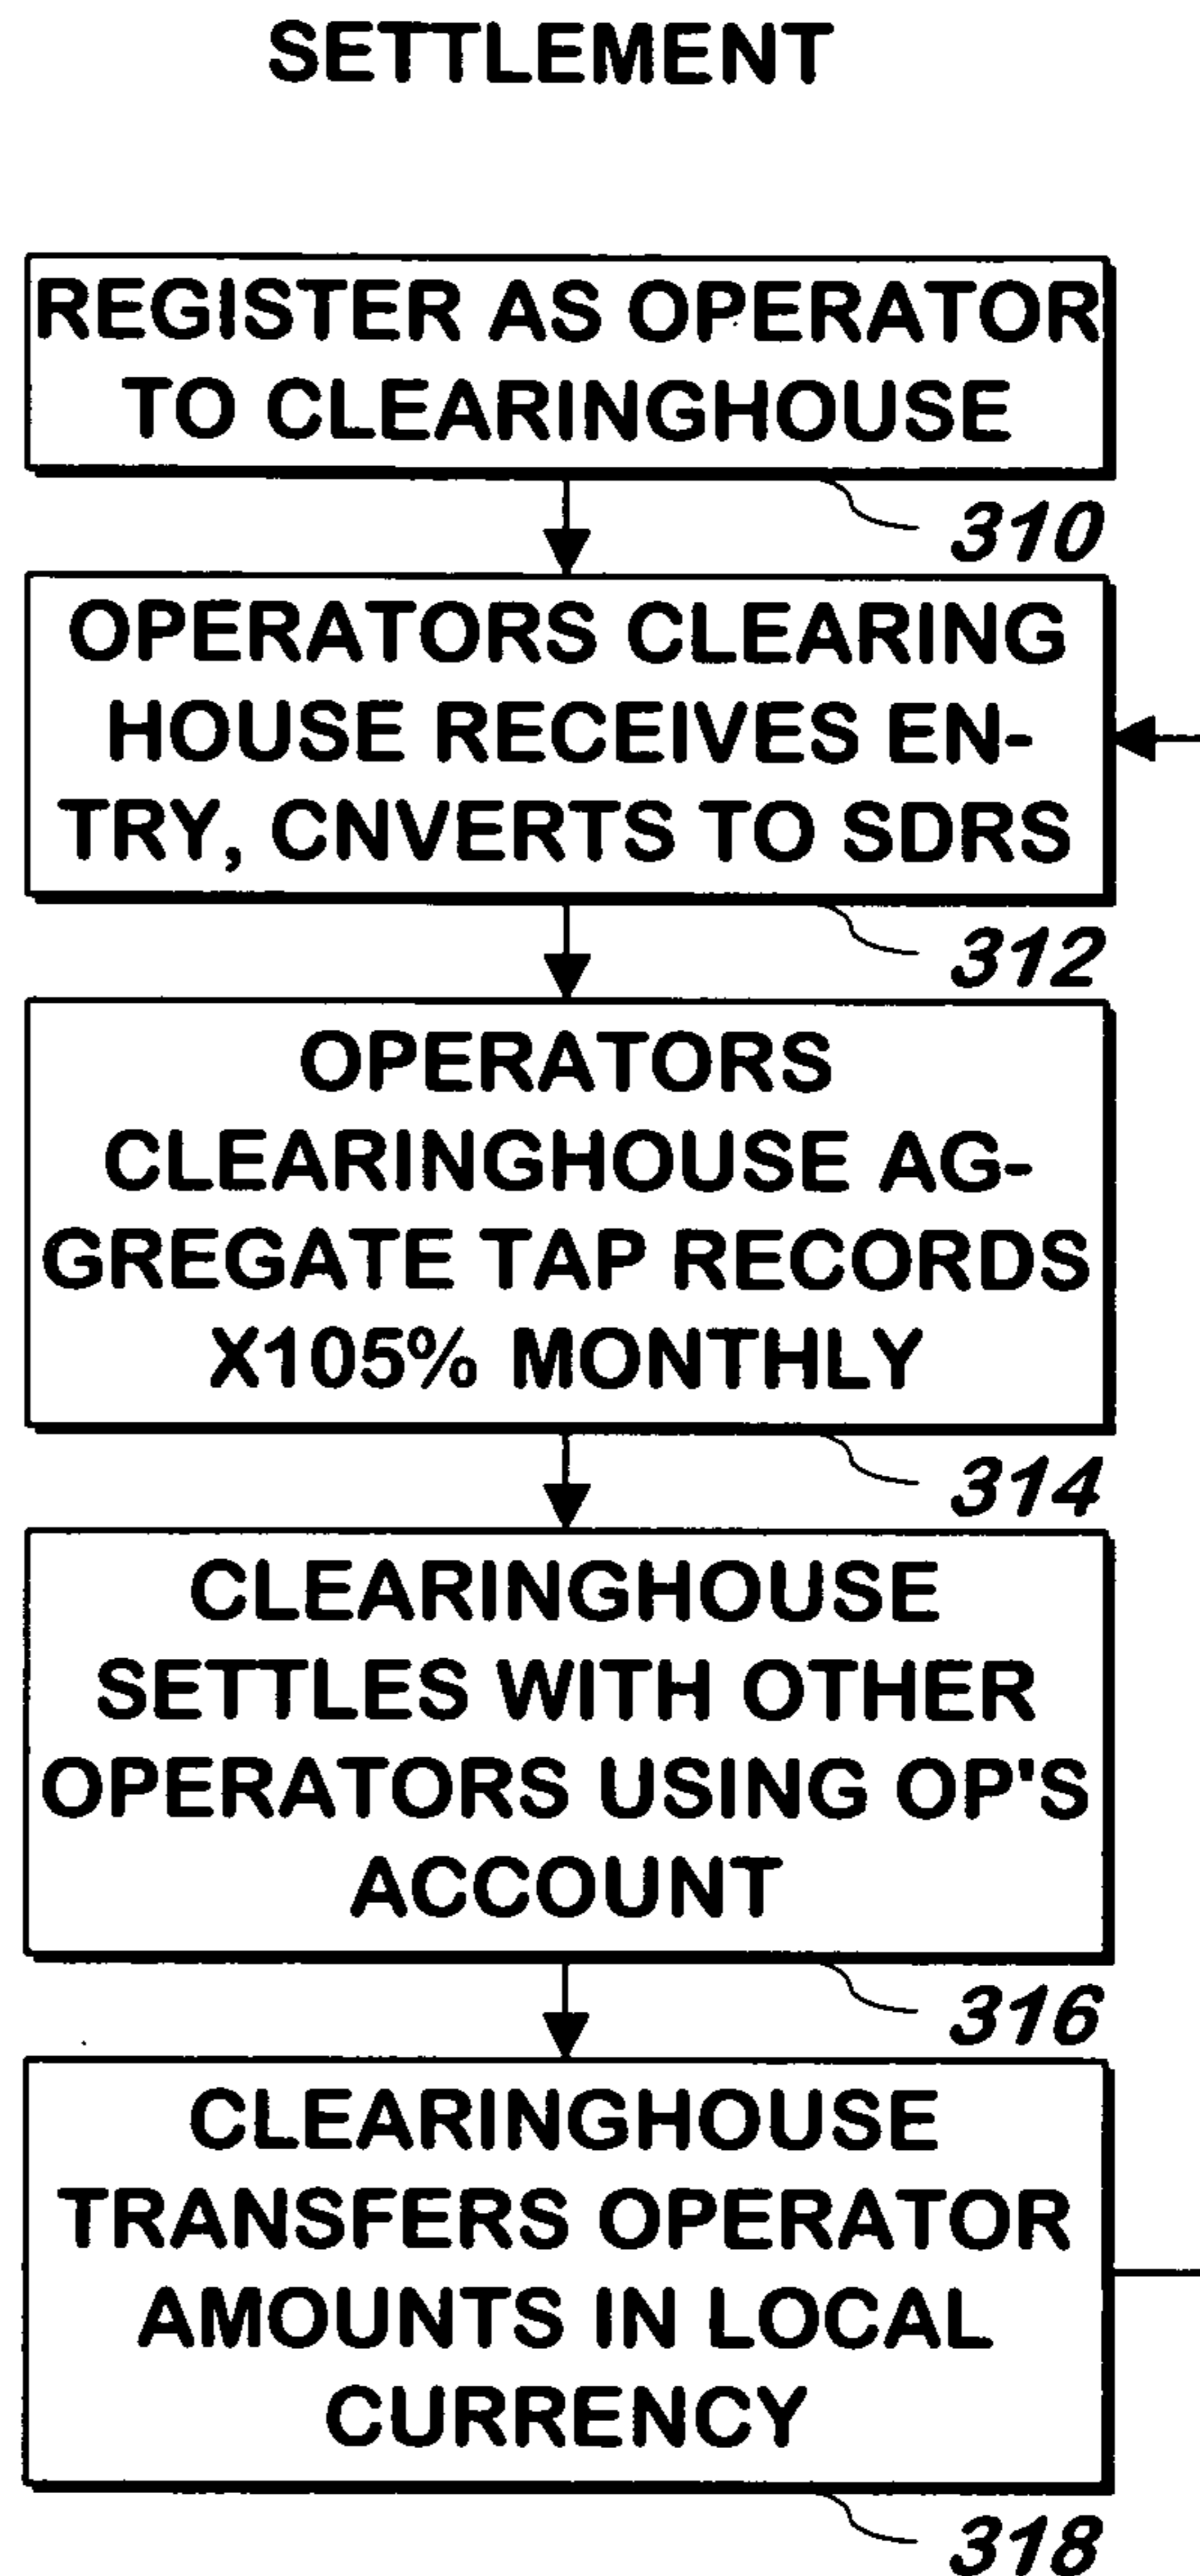 SETTLEMENT
REGISTER AS OPERATOR
TO CLEARINGHOUSE
310
OPERATORS CLEARING
HOUSE RECEIVES EN-
TRY, CNVERTS TO SDRS
312
OPERATORS
CLEARINGHOUSE AG-
GREGATE TAP RECORDS
X105% MONTHLY
314
CLEARINGHOUSE
SETTLES WITH OTHER
OPERATORS USING OP'S
ACCOUNT
316
CLEARINGHOUSE
TRANSFERS OPERATOR
AMOUNTS IN LOCAL
CURRENCY
318